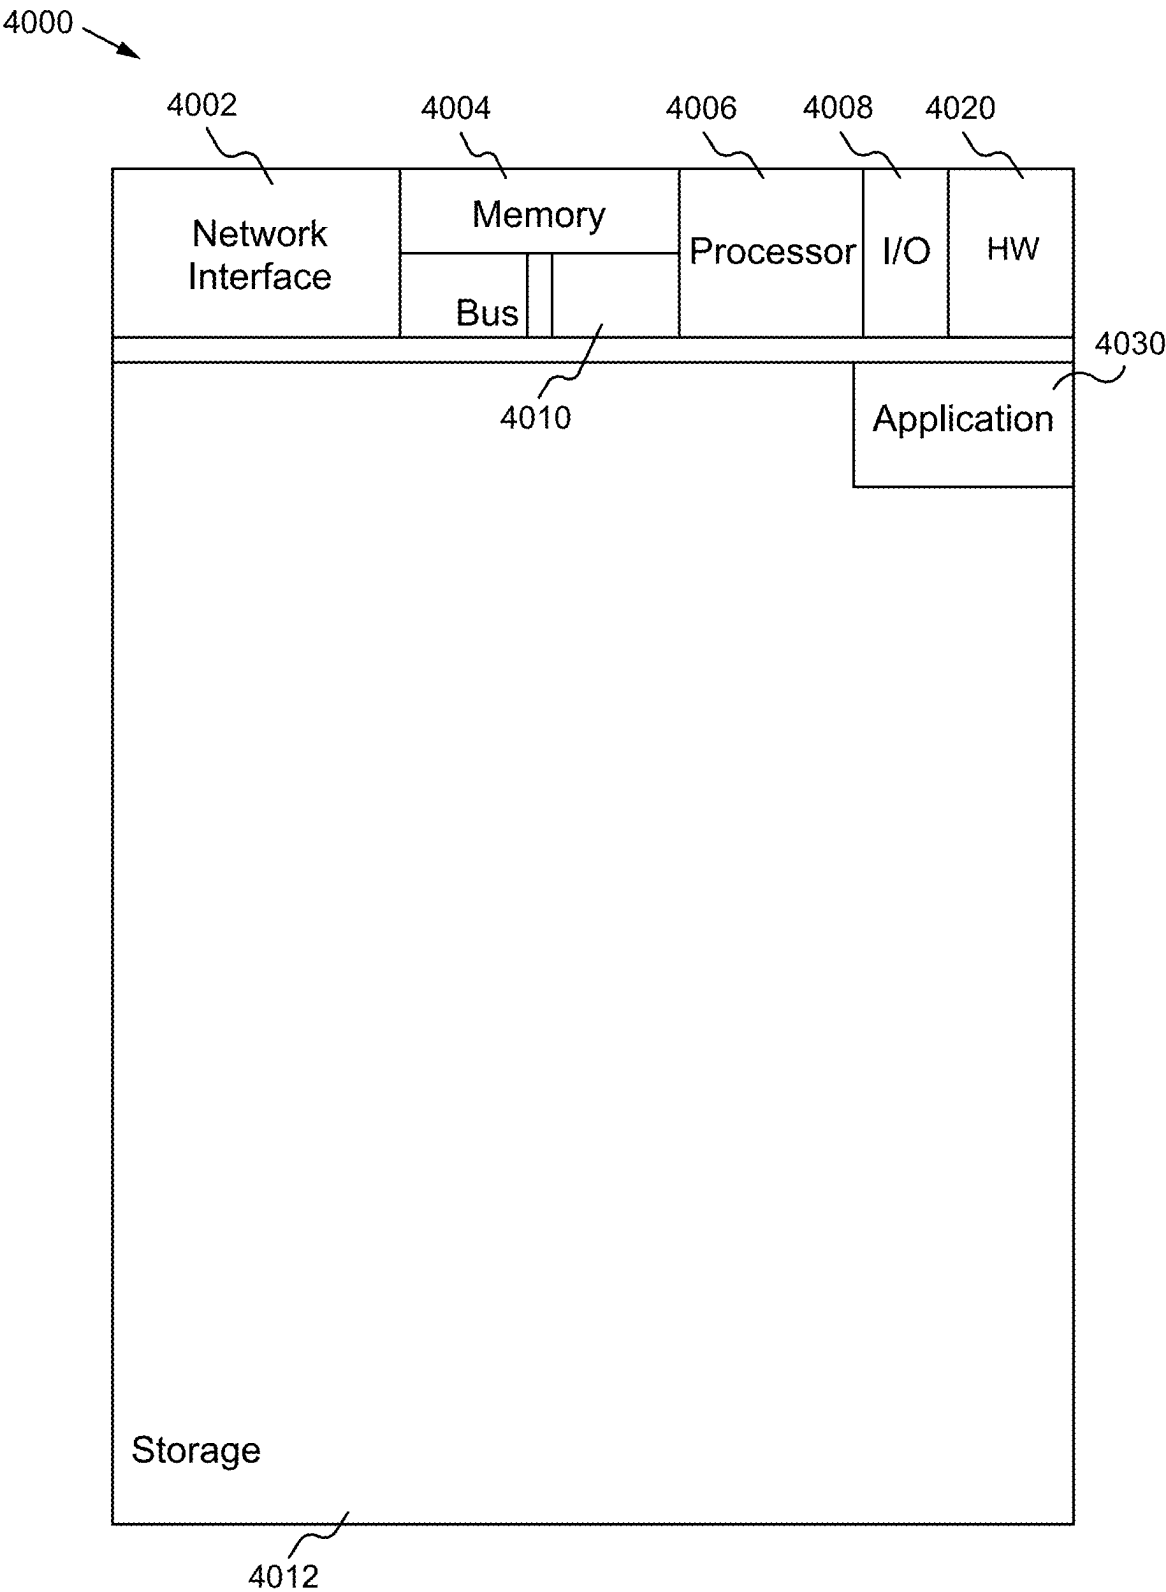 4000
4002
4004
4006
4008
4020
Network
Interface
Memory
Processor
I/O
HW
Bus
4030
4010
Application
Storage
4012